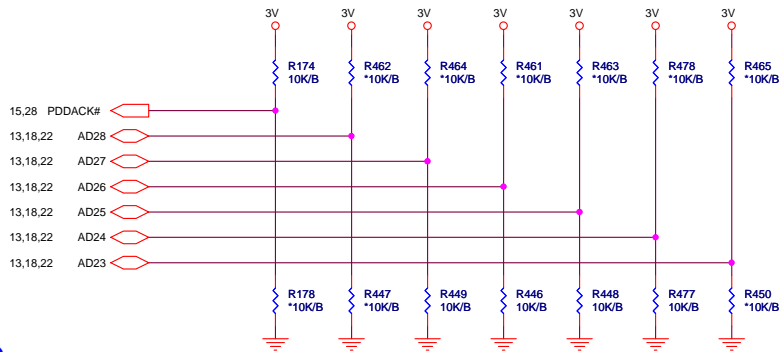 3V 3V 3V 3V 3V 3V 3V
R174 R462 R464 R461 R463 R478 R465
10K/B *10K/B *10K/B *10K/B *10K/B *10K/B *10K/B
15,28 PDDACK#
13,18,22 AD28
13,18,22 AD27
13,18,22 AD26
13,18,22 AD25
13,18,22 AD24
13,18,22 AD23
R178 R447 R449 R446 R448 R477 R450
*10K/B *10K/B 10K/B 10K/B 10K/B 10K/B *10K/B